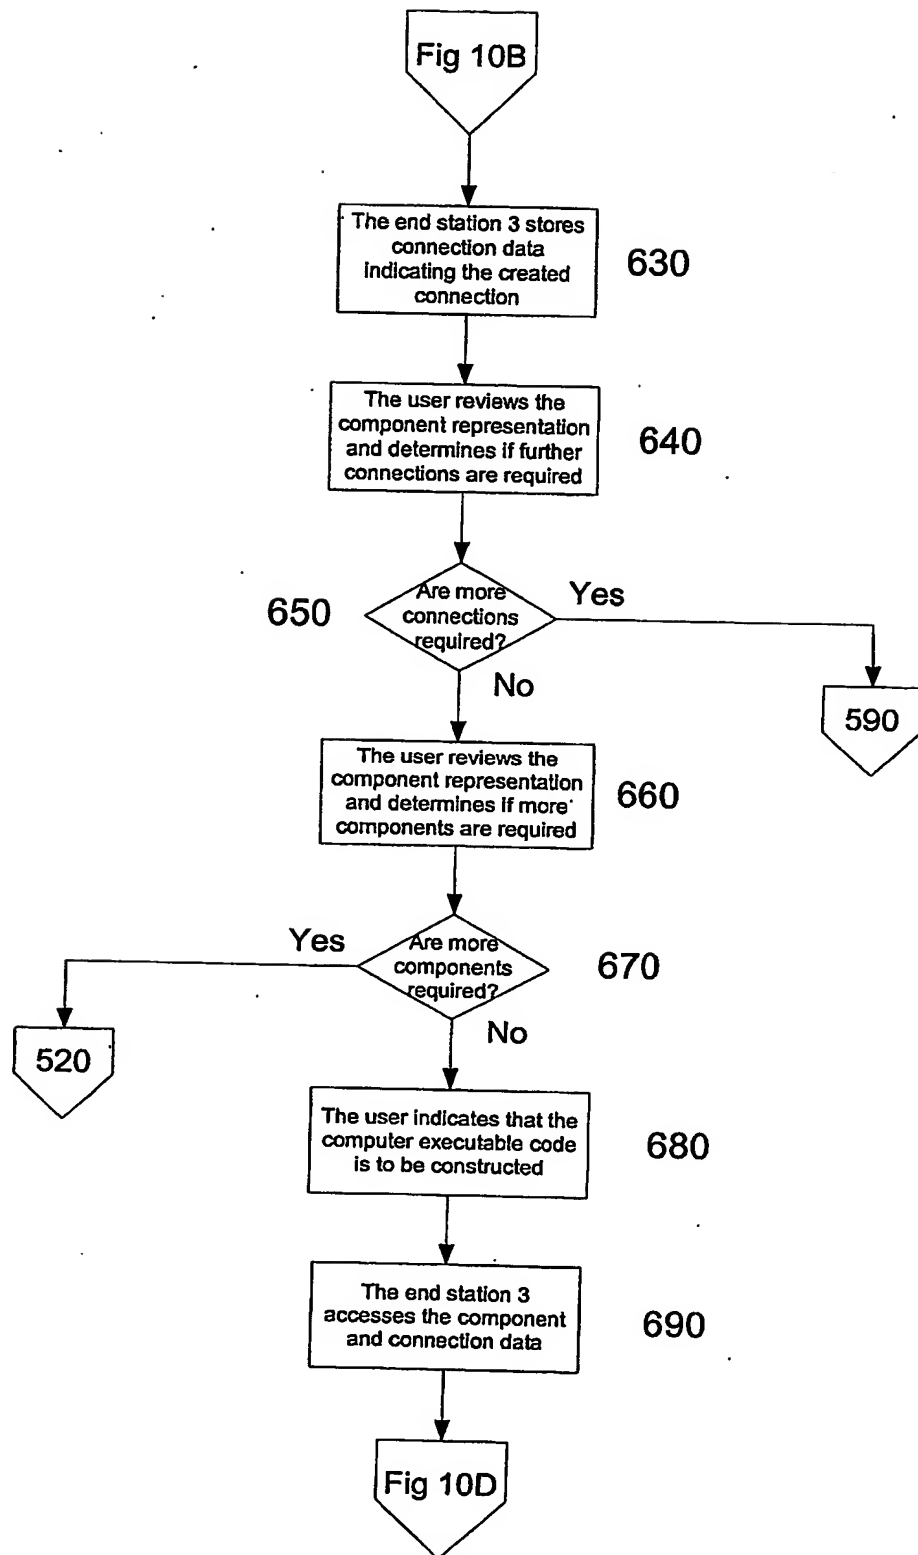 Fig 10B
The end station 3 stores
connection data
indicating the created
connection
630
The user reviews the
component representation
and determines if further
connections are required
640
650
Are more
connections
required?
Yes
No
590
The user reviews the
component representation
and determines if more
components are required
660
Yes
Are more
components
required?
670
No
520
The user indicates that the
computer executable code
is to be constructed
680
The end station 3
accesses the component
and connection data
690
Fig 10D